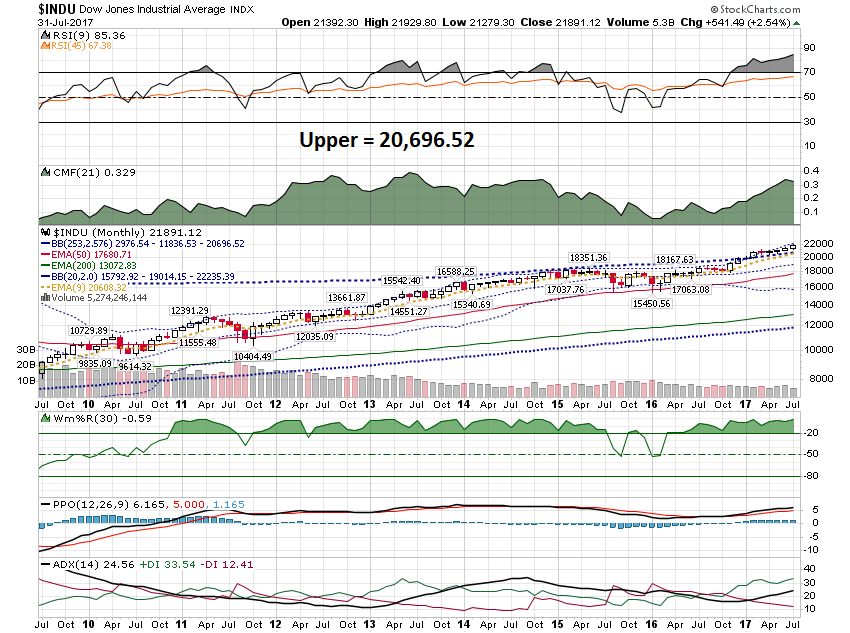 $INDU Dow Jones Industrial Average INDX © StockCharts.com
31-Jul-2017 Open 21392.30 High 21929.80 Low 21279.30 Close 21891.12 Volume 5.3B Chg +541.49 (+2.54%)
RSI(9) 85.36
RSI(45) 67.38
90
70
50
30
10
Upper = 20,696.52
CMF(21) 0.329
0.4
0.3
0.2
0.1
$INDU (Monthly) 21891.12
BB(253,2.576) 2976.54 - 11836.53 - 20696.52
EMA(50) 17680.71
EMA(200) 13072.83
BB(20,2.0) 15792.92 - 19014.15 - 22235.39
EMA(9) 20608.32
Volume 5,274,246,144
22000
20000
18000
16000
14000
12000
10000
8000
30B
20B
10B
10729.89
9835.09
9614.32
12391.29
11555.48
10404.49
12035.09
13661.87
15542.40
14551.27
16588.25
15340.69
18351.36
17037.76
15450.56
18167.63
17063.08
Jul Oct 10 Apr Jul Oct 11 Apr Jul Oct 12 Apr Jul Oct 13 Apr Jul Oct 14 Apr Jul Oct 15 Apr Jul Oct 16 Apr Jul Oct 17 Apr Jul
Wm%R(30) -0.59
-20
-50
-80
PPO(12,26,9) 6.165, 5.000, 1.165
5
0
-5
-10
ADX(14) 24.56 +DI 33.54 -DI 12.41
40
30
20
10
Jul Oct 10 Apr Jul Oct 11 Apr Jul Oct 12 Apr Jul Oct 13 Apr Jul Oct 14 Apr Jul Oct 15 Apr Jul Oct 16 Apr Jul Oct 17 Apr Jul